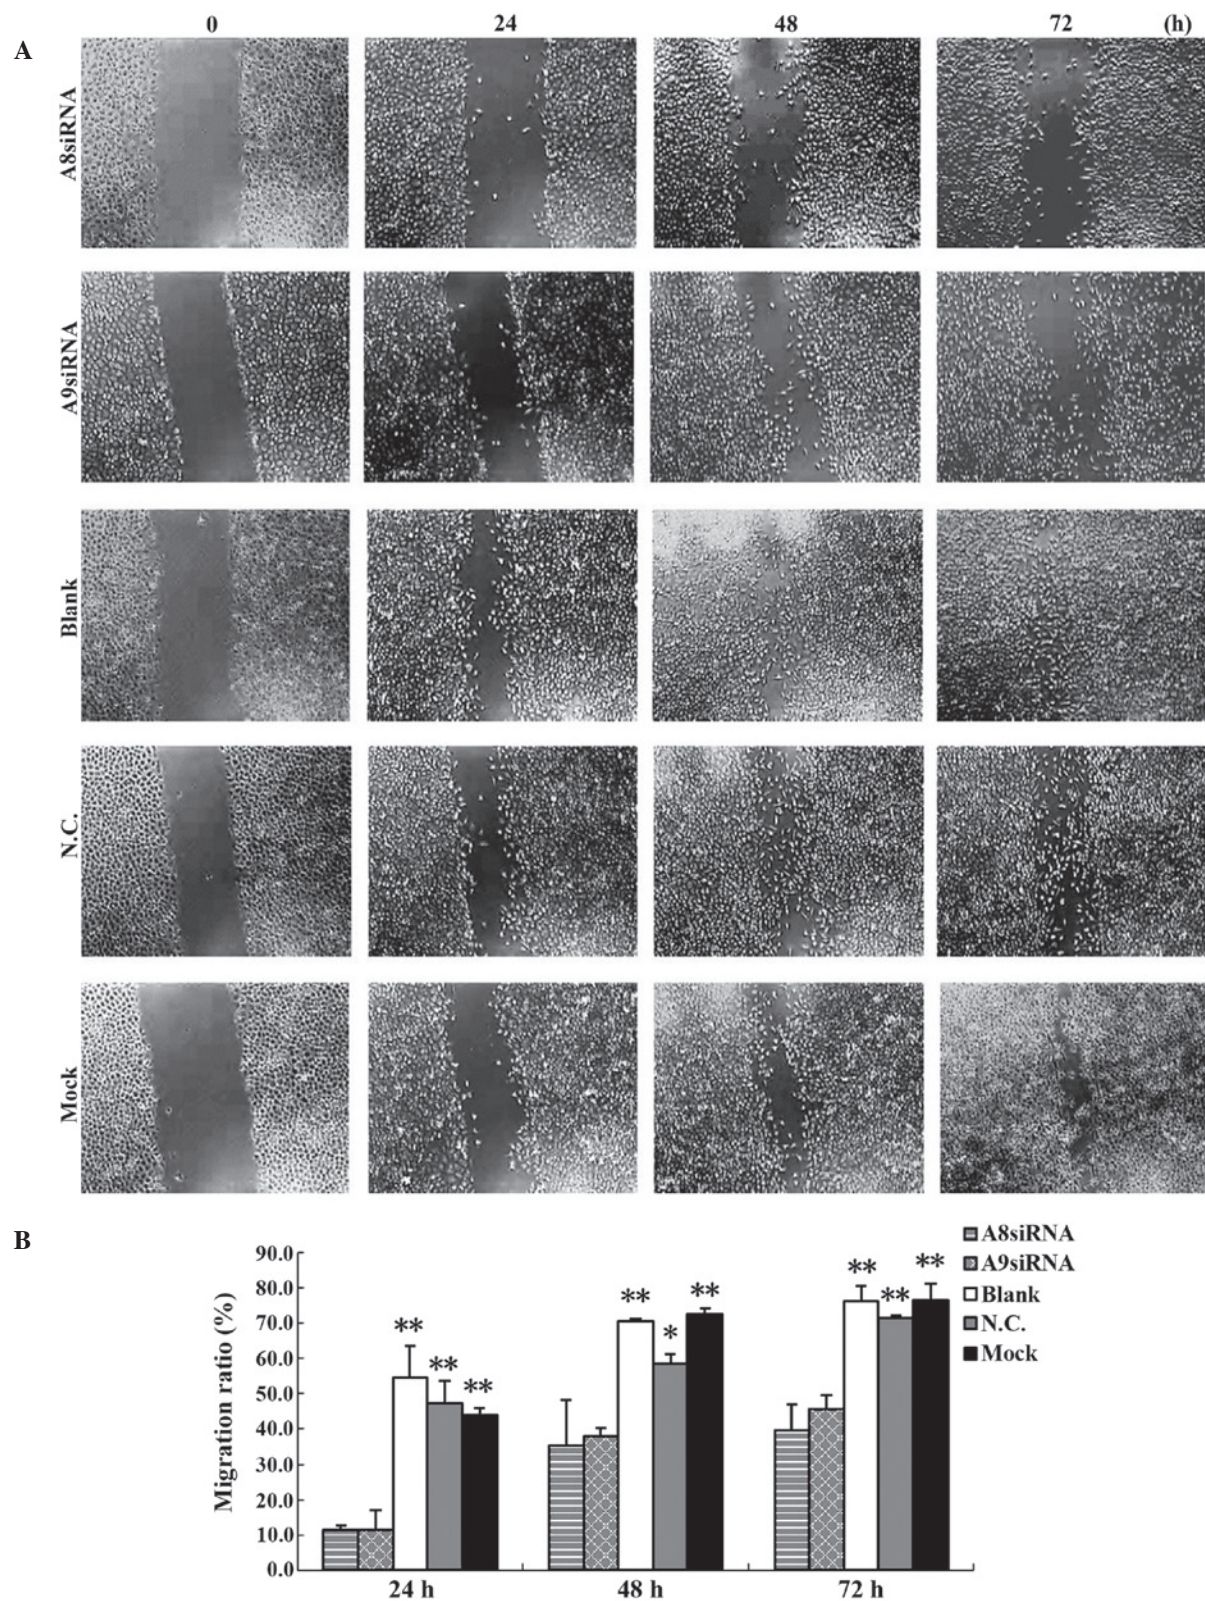 0 24 48 72 (h)
A
A8siRNA
A9siRNA
Blank
N.C.
Mock
B
Migration ratio (%)
90.0
80.0
70.0
60.0
50.0
40.0
30.0
20.0
10.0
0.0
** ** **
** * **
** ** **
24 h 48 h 72 h
A8siRNA
A9siRNA
Blank
N.C.
Mock